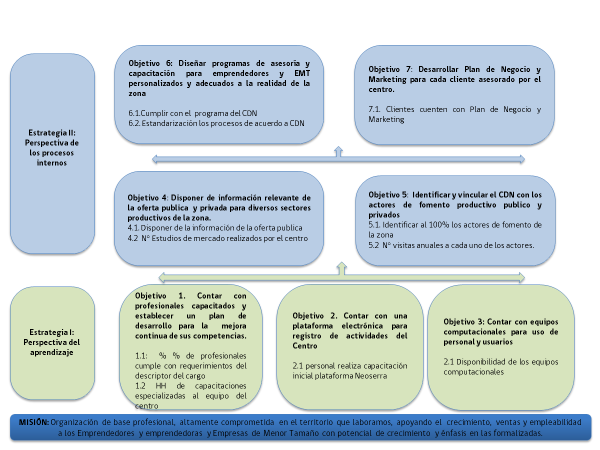 Objetivo 6: Diseñar programas de asesoria y
capacitación para emprendedores y EMT
personalizados y adecuados a la realidad de la
zona
6.1.Cumplir con el programa del CDN
6.2. Estandarización los procesos de acuerdo a CDN
Objetivo 7: Desarrollar Plan de Negocio y
Marketing para cada cliente asesorado por el
centro.
7.1. Clientes cuenten con Plan de Negocio y
Marketing
Estrategia II:
Perspectiva de
los procesos
internos
Objetivo 4: Disponer de información relevante de
la oferta publica y privada para diversos sectores
productivos de la zona.
4.1. Disponer de la información de la oferta publica
4.2 Nº Estudios de mercado realizados por el centro
Objetivo 5: Identificar y vincular el CDN con los
actores de fomento productivo publico y
privados
5.1. Identificar al 100% los actores de fomento de
la zona
5.2 Nº visitas anuales a cada uno de los actores.
Estrategia I:
Perspectiva del
aprendizaje
Objetivo 1. Contar con
profesionales capacitados y
establecer un plan de
desarrollo para la mejora
continua de sus competencias.
1.1: % % de profesionales
cumple con requerimientos del
descriptor del cargo
1.2 HH de capacitaciones
especializadas al equipo del
centro
Objetivo 2. Contar con una
plataforma electrónica para
registro de actividades del
Centro
2.1 personal realiza capacitación
inicial plataforma Neoserra
Objetivo 3: Contar con equipos
computacionales para uso de
personal y usuarios
2.1 Disponibilidad de los equipos
computacionales
MISIÓN: Organización de base profesional, altamente comprometida en el territorio que laboramos, apoyando el crecimiento, ventas y empleabilidad
a los Emprendedores y emprendedoras y Empresas de Menor Tamaño con potencial de crecimiento y énfasis en las formalizadas.